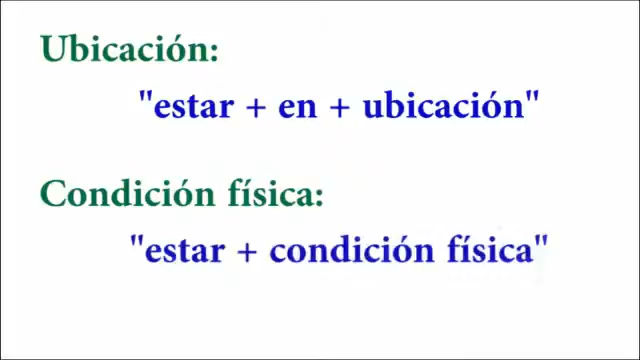 Ubicación:
"estar + en + ubicación"
Condición física:
"estar + condición física"